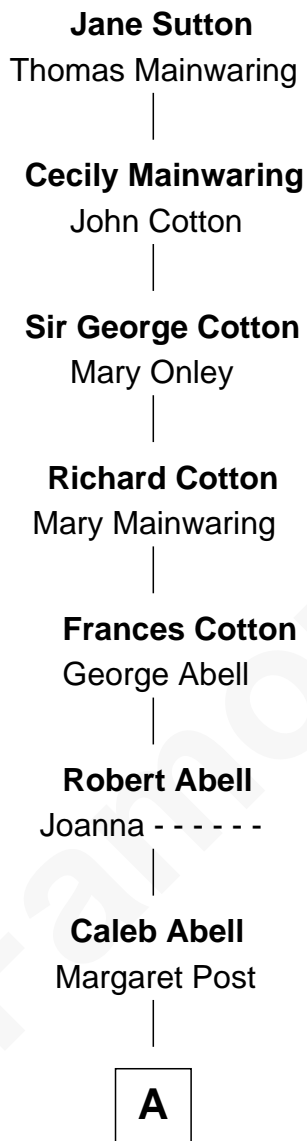 Jane Sutton
Thomas Mainwaring
Cecily Mainwaring
John Cotton
Sir George Cotton
Mary Onley
Richard Cotton
Mary Mainwaring
Frances Cotton
George Abell
Robert Abell
Joanna - - - - - -
Caleb Abell
Margaret Post
A